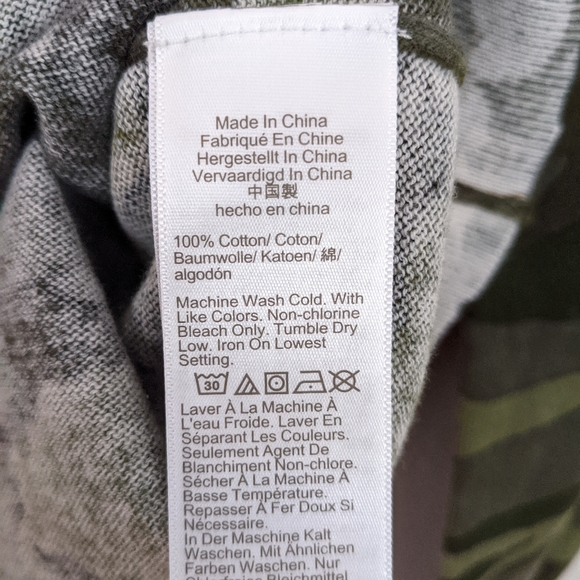 Made In China
Fabriqué En Chine
Hergestellt In China
Vervaardigd In China
中国製
hecho en china
100% Cotton/ Coton/
Baumwolle/ Katoen/ 綿/
algodón
Machine Wash Cold. With
Like Colors. Non-chlorine
Bleach Only. Tumble Dry
Low. Iron On Lowest
Setting.
30
Laver À La Machine À
L'eau Froide. Laver En
Séparant Les Couleurs.
Seulement Agent De
Blanchiment Non-chlore.
Sécher À La Machine À
Basse Température.
Repasser À Fer Doux Si
Nécessaire.
In Der Maschine Kalt
Waschen. Mit Ähnlichen
Farben Waschen. Nur